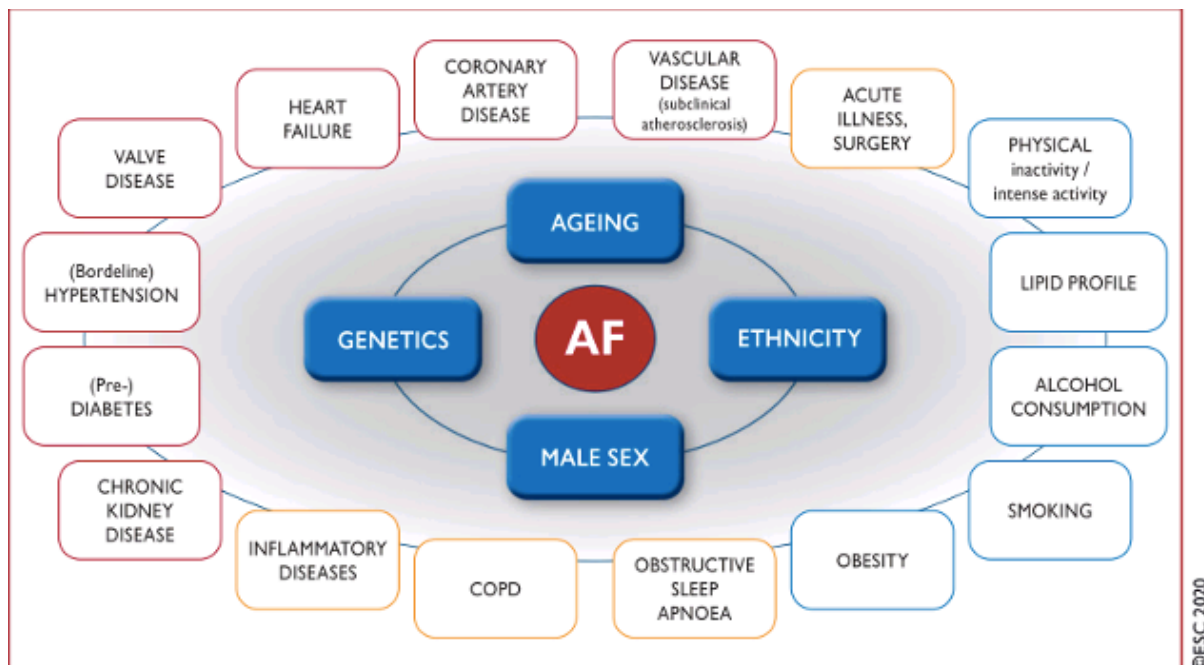 CORONARY
ARTERY
DISEASE
VASCULAR
DISEASE
(subclinical
atherosclerosis)
HEART
FAILURE
ACUTE
ILLNESS,
SURGERY
VALVE
DISEASE
PHYSICAL
inactivity /
intense activity
(Bordeline)
HYPERTENSION
LIPID PROFILE
(Pre-)
DIABETES
ALCOHOL
CONSUMPTION
CHRONIC
KIDNEY
DISEASE
SMOKING
INFLAMMATORY
DISEASES
COPD
OBSTRUCTIVE
SLEEP
APNOEA
OBESITY
AGEING
GENETICS
AF
ETHNICITY
MALE SEX
©ESC 2020